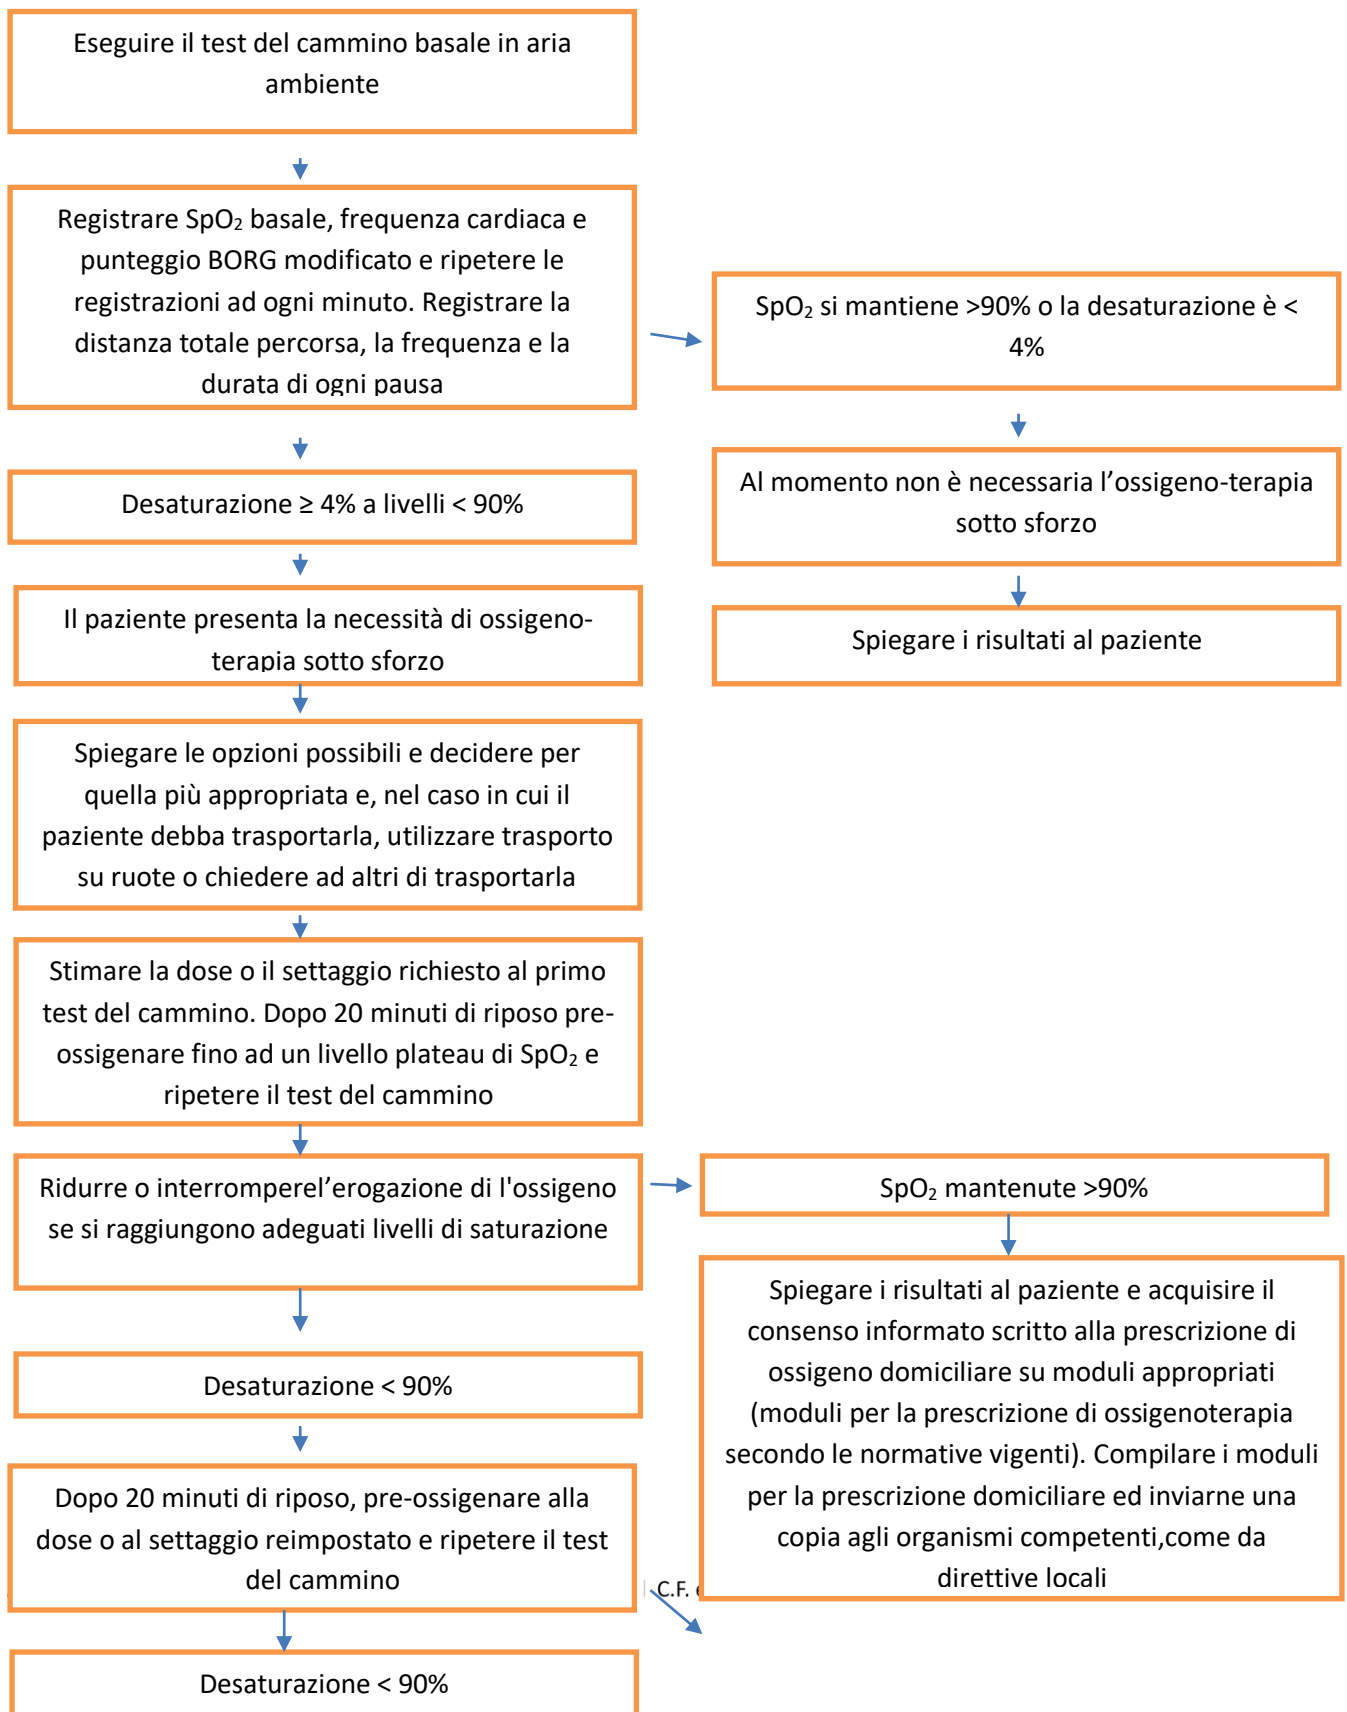 Eseguire il test del cammino basale in aria
ambiente
Registrare SpO₂ basale, frequenza cardiaca e
punteggio BORG modificato e ripetere le
registrazioni ad ogni minuto. Registrare la
distanza totale percorsa, la frequenza e la
durata di ogni pausa
SpO₂ si mantiene >90% o la desaturazione è <
4%
Desaturazione ≥ 4% a livelli < 90%
Al momento non è necessaria l’ossigeno-terapia
sotto sforzo
Il paziente presenta la necessità di ossigeno-
terapia sotto sforzo
Spiegare i risultati al paziente
Spiegare le opzioni possibili e decidere per
quella più appropriata e, nel caso in cui il
paziente debba trasportarla, utilizzare trasporto
su ruote o chiedere ad altri di trasportarla
Stimare la dose o il settaggio richiesto al primo
test del cammino. Dopo 20 minuti di riposo pre-
ossigenare fino ad un livello plateau di SpO₂ e
ripetere il test del cammino
Ridurre o interromperel’erogazione di l'ossigeno
se si raggiungono adeguati livelli di saturazione
SpO₂ mantenute >90%
Desaturazione < 90%
Spiegare i risultati al paziente e acquisire il
consenso informato scritto alla prescrizione di
ossigeno domiciliare su moduli appropriati
(moduli per la prescrizione di ossigenoterapia
secondo le normative vigenti). Compilare i moduli
per la prescrizione domiciliare ed inviarne una
copia agli organismi competenti,come da
direttive locali
Dopo 20 minuti di riposo, pre-ossigenare alla
dose o al settaggio reimpostato e ripetere il test
del cammino
| C.F. e
Desaturazione < 90%